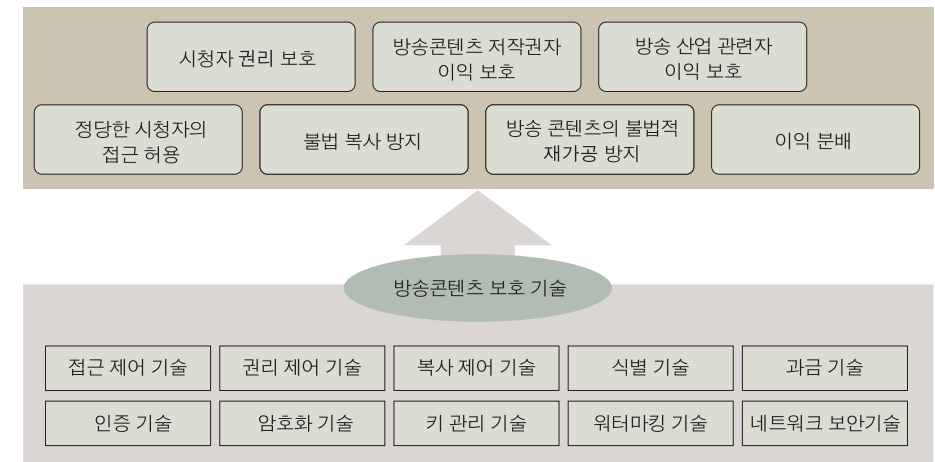 시청자 권리 보호
방송콘텐츠 저작권자
이익 보호
방송 산업 관련자
이익 보호
정당한 시청자의
접근 허용
불법 복사 방지
방송 콘텐츠의 불법적
재가공 방지
이익 분배
방송콘텐츠 보호 기술
접근 제어 기술
권리 제어 기술
복사 제어 기술
식별 기술
과금 기술
인증 기술
암호화 기술
키 관리 기술
워터마킹 기술
네트워크 보안기술